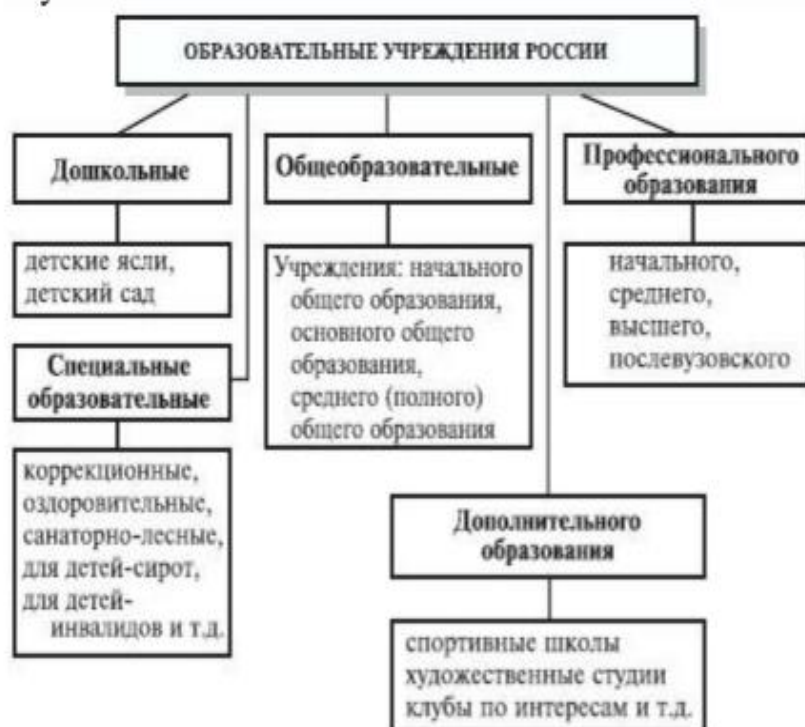 ОБРАЗОВАТЕЛЬНЫЕ УЧРЕЖДЕНИЯ РОССИИ
Дошкольные
детские ясли,
детский сад
Специальные
образовательные
коррекционные,
оздоровительные,
санаторно-лесные,
для детей-сирот,
для детей-
инвалидов и т.д.
Общеобразовательные
Учреждения: начального
общего образования,
основного общего
образования,
среднего (полного)
общего образования
Профессионального
образования
начального,
среднего,
высшего,
послевузовского
Дополнительного
образования
спортивные школы
художественные студии
клубы по интересам и т.д.